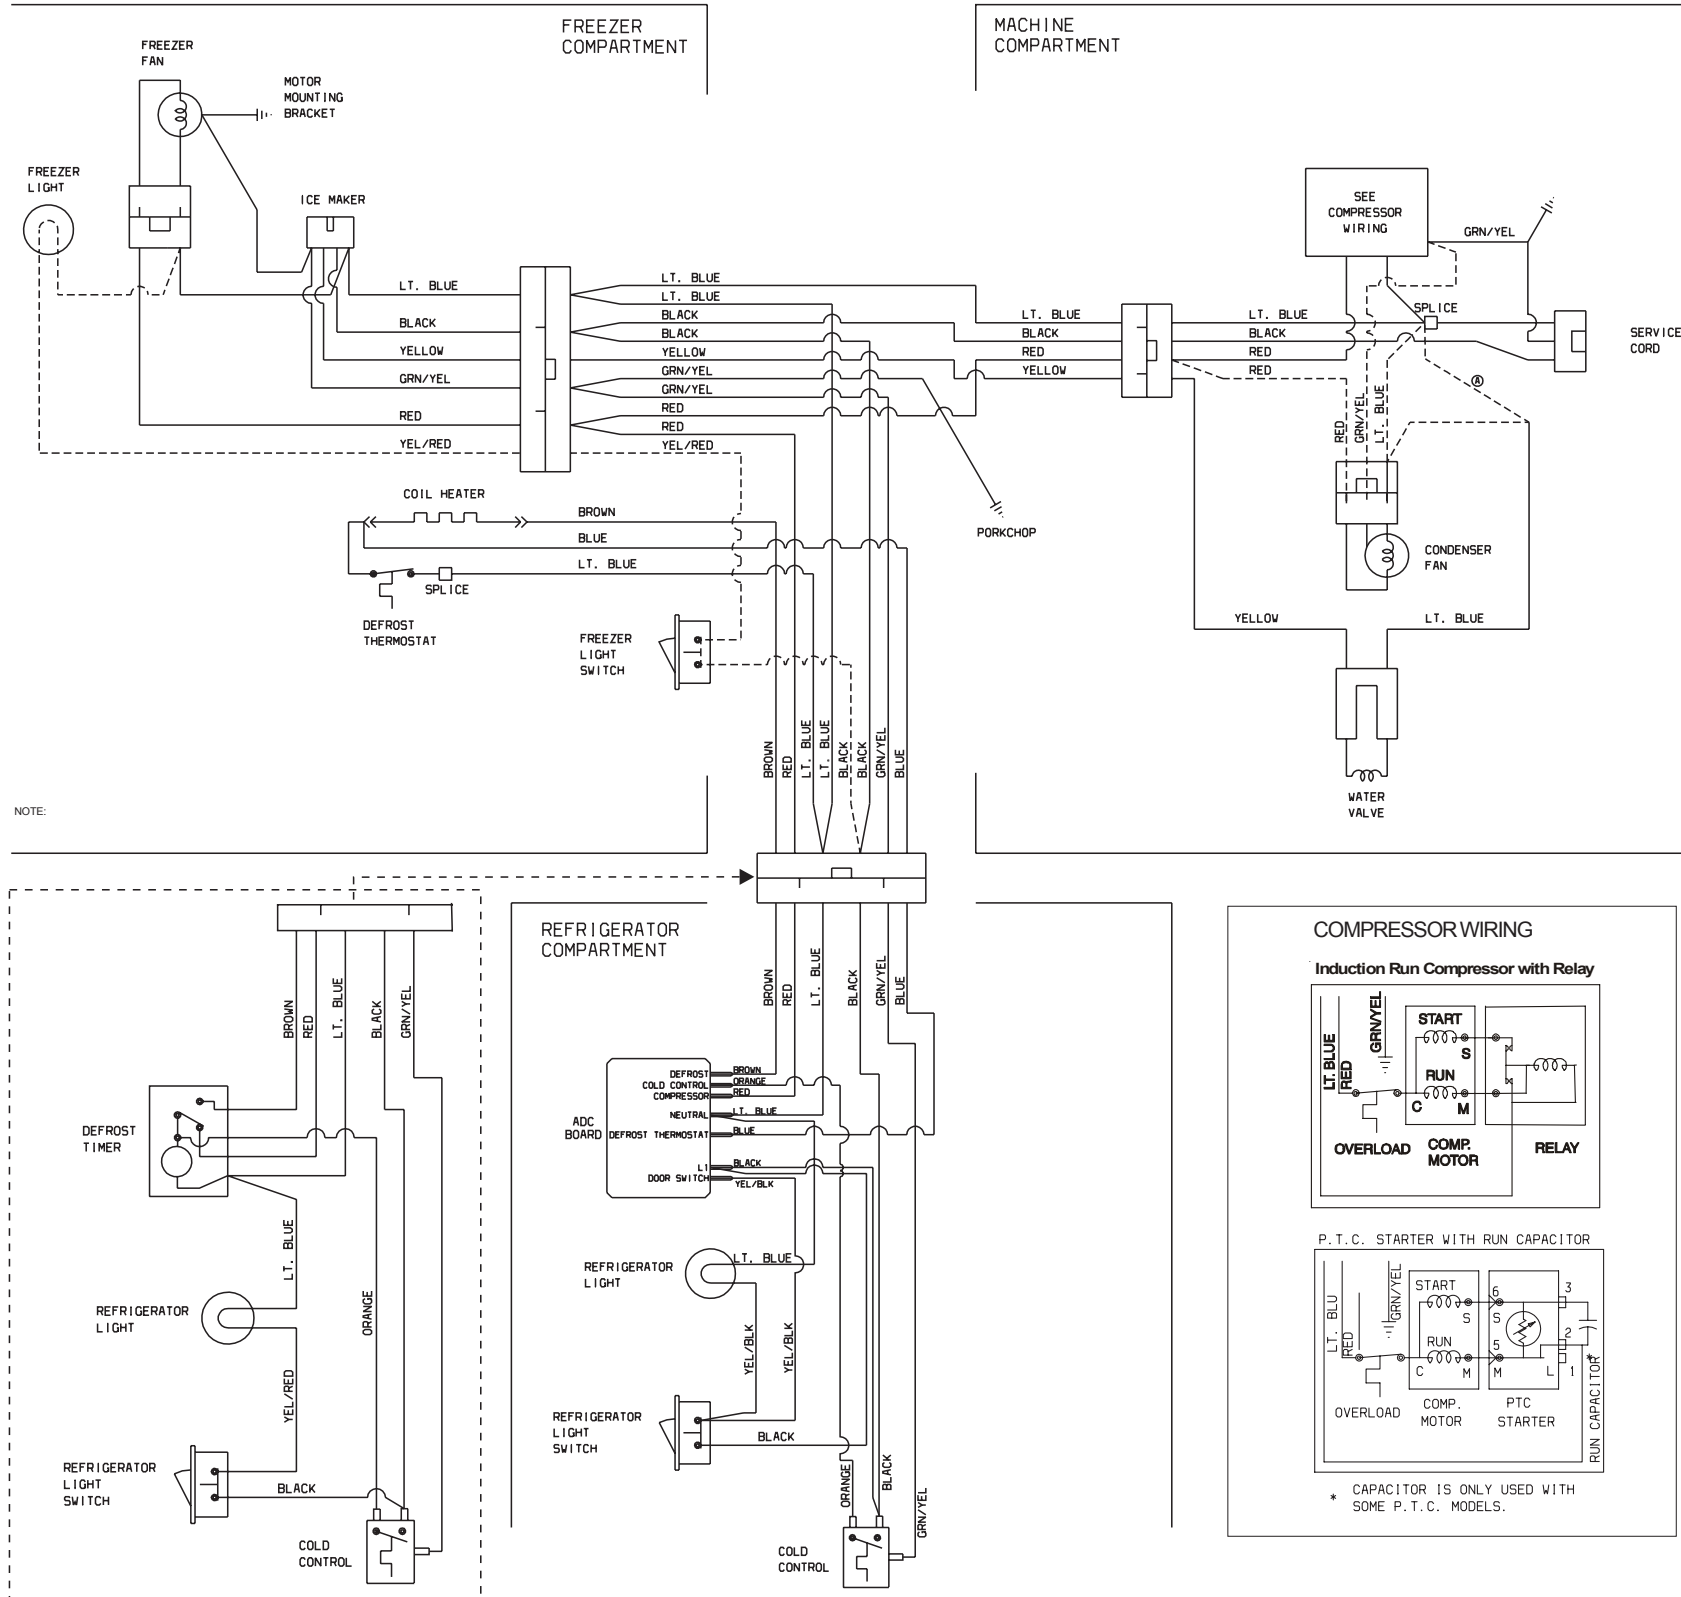 FREEZER
COMPARTMENT
MACHINE
COMPARTMENT
FREEZER
FAN
MOTOR
MOUNTING
BRACKET
FREEZER
LIGHT
ICE MAKER
LT. BLUE
BLACK
YELLOW
GRN/YEL
RED
YEL/RED
LT. BLUE
LT. BLUE
BLACK
BLACK
YELLOW
GRN/YEL
GRN/YEL
RED
RED
YEL/RED
LT. BLUE
BLACK
RED
YELLOW
LT. BLUE
BLACK
RED
RED
SEE
COMPRESSOR
WIRING
GRN/YEL
SPLICE
SERVICE
CORD
A
RED
GRN/YEL
LT. BLUE
CONDENSER
FAN
YELLOW
LT. BLUE
WATER
VALVE
PORKCHOP
COIL HEATER
BROWN
BLUE
LT. BLUE
SPLICE
DEFROST
THERMOSTAT
FREEZER
LIGHT
SWITCH
BROWN
RED
LT. BLUE
LT. BLUE
BLACK
BLACK
GRN/YEL
BLUE
NOTE:
BROWN
RED
LT. BLUE
BLACK
GRN/YEL
DEFROST
TIMER
LT. BLUE
ORANGE
REFRIGERATOR
LIGHT
YEL/RED
REFRIGERATOR
LIGHT
SWITCH
BLACK
COLD
CONTROL
REFRIGERATOR
COMPARTMENT
BROWN
RED
LT. BLUE
BLACK
GRN/YEL
BLUE
ADC
BOARD
DEFROST
COLD CONTROL
COMPRESSOR
NEUTRAL
DEFROST THERMOSTAT
L1
DOOR SWITCH
BROWN
ORANGE
RED
LT. BLUE
BLUE
BLACK
YEL/BLK
REFRIGERATOR
LIGHT
LT. BLUE
YEL/BLK
YEL/BLK
REFRIGERATOR
LIGHT
SWITCH
BLACK
ORANGE
BLACK
GRN/YEL
COLD
CONTROL
COMPRESSOR WIRING
Induction Run Compressor with Relay
LT. BLUE
RED
GRN/YEL
START
S
RUN
C
M
OVERLOAD
COMP.
MOTOR
RELAY
P.T.C. STARTER WITH RUN CAPACITOR
LT. BLU
RED
GRN/YEL
START
S
RUN
C
M
6
S
5
M
L
3
2
1
*
RUN CAPACITOR
OVERLOAD
COMP.
MOTOR
PTC
STARTER
* CAPACITOR IS ONLY USED WITH
SOME P.T.C. MODELS.